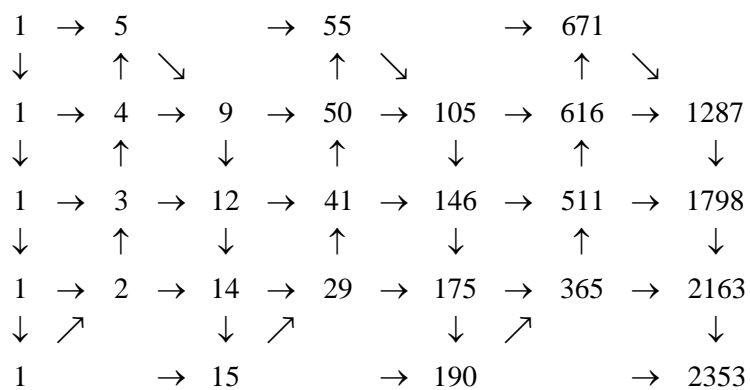 1 → 5 → 55 → 671
↓ ↑ ↘ ↑ ↘ ↑ ↘
1 → 4 → 9 → 50 → 105 → 616 → 1287
↓ ↑ ↓ ↑ ↓ ↑ ↓
1 → 3 → 12 → 41 → 146 → 511 → 1798
↓ ↑ ↓ ↑ ↓ ↑ ↓
1 → 2 → 14 → 29 → 175 → 365 → 2163
↓ ↗ ↓ ↗ ↓ ↗ ↓
1 → 15 → 190 → 2353